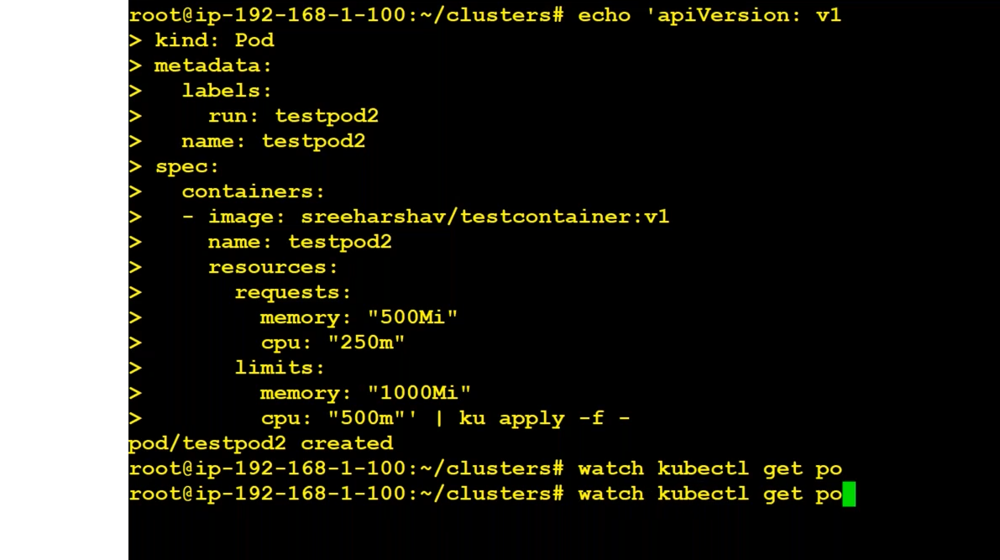 root@ip-192-168-1-100:~/clusters# echo 'apiVersion: v1
> kind: Pod
> metadata:
>   labels:
>     run: testpod2
>   name: testpod2
> spec:
>   containers:
>   - image: sreeharshav/testcontainer:v1
>     name: testpod2
>     resources:
>       requests:
>         memory: "500Mi"
>         cpu: "250m"
>       limits:
>         memory: "1000Mi"
>         cpu: "500m"' | ku apply -f -
pod/testpod2 created
root@ip-192-168-1-100:~/clusters# watch kubectl get po
root@ip-192-168-1-100:~/clusters# watch kubectl get po